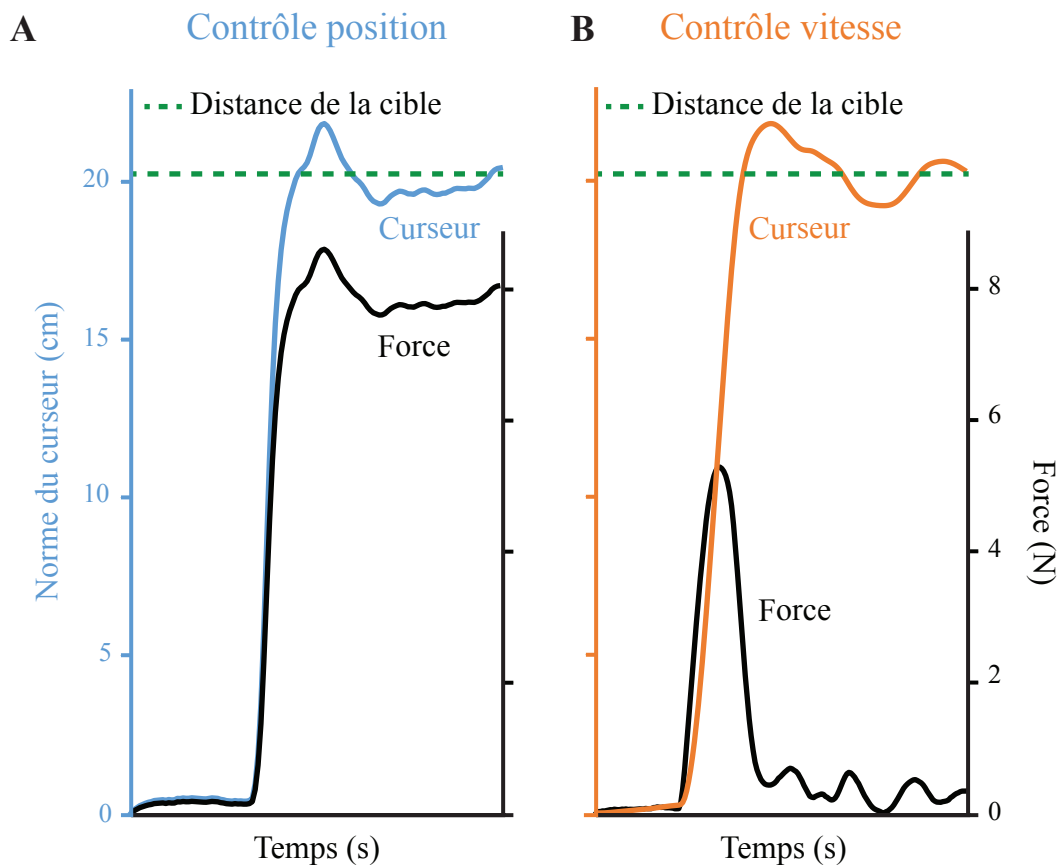 A
Contrôle position
Distance de la cible
20
15
10
5
0
Norme du curseur (cm)
Curseur
Force
Temps (s)
B
Contrôle vitesse
Distance de la cible
Curseur
Force
8
6
4
2
0
Force (N)
Temps (s)